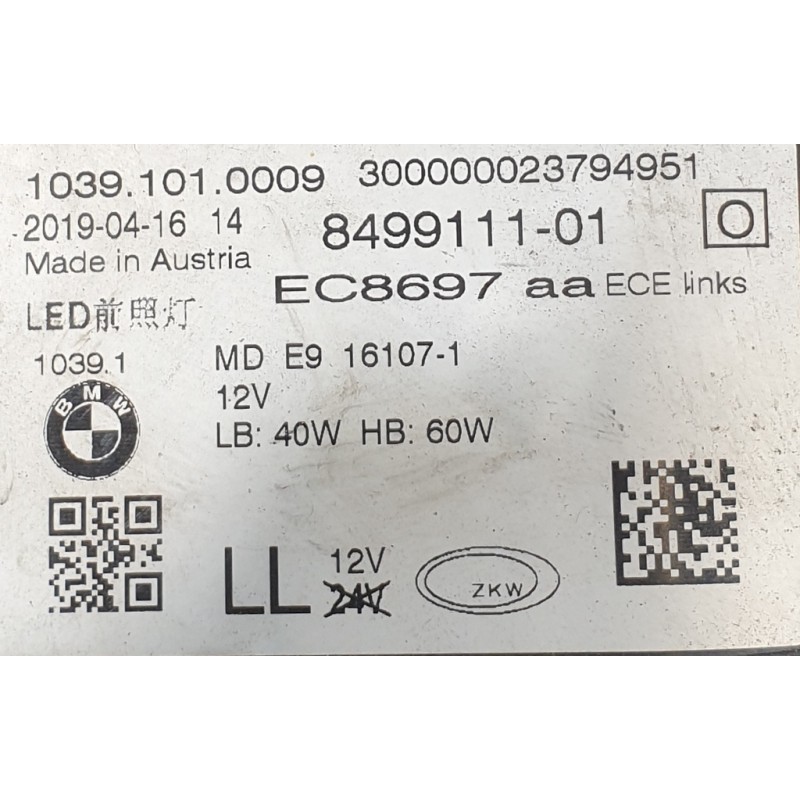 1039.101.0009 300000023794951
2019-04-16 14 8499111-01 O
Made in Austria
EC8697 aa ECE links
LED前照灯
1039.1 MD E9 16107-1
BMW
12V
LB: 40W HB: 60W
LL 12V
24V
ZKW